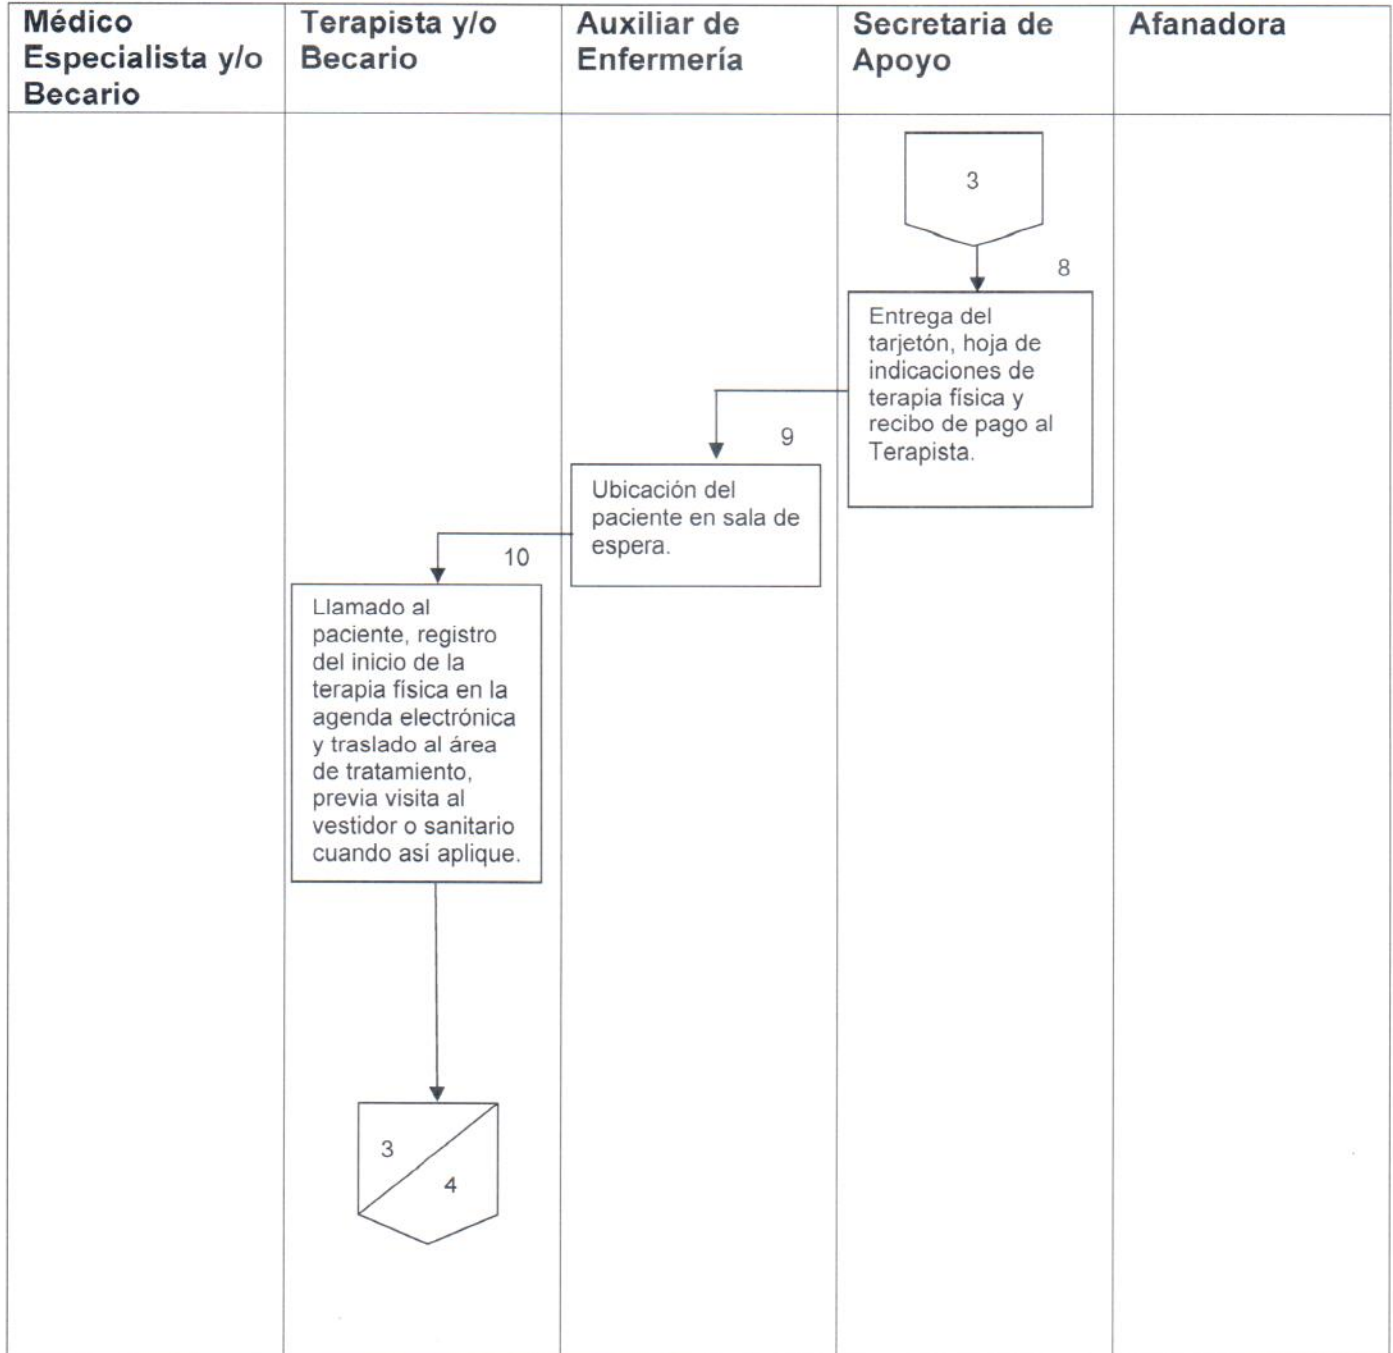 Médico
Especialista y/o
Becario
Terapista y/o
Becario
Auxiliar de
Enfermería
Secretaria de
Apoyo
Afanadora
3
8
Entrega del
tarjetón, hoja de
indicaciones de
terapia física y
recibo de pago al
Terapista.
9
Ubicación del
paciente en sala de
espera.
10
Llamado al
paciente, registro
del inicio de la
terapia física en la
agenda electrónica
y traslado al área
de tratamiento,
previa visita al
vestidor o sanitario
cuando así aplique.
3
4